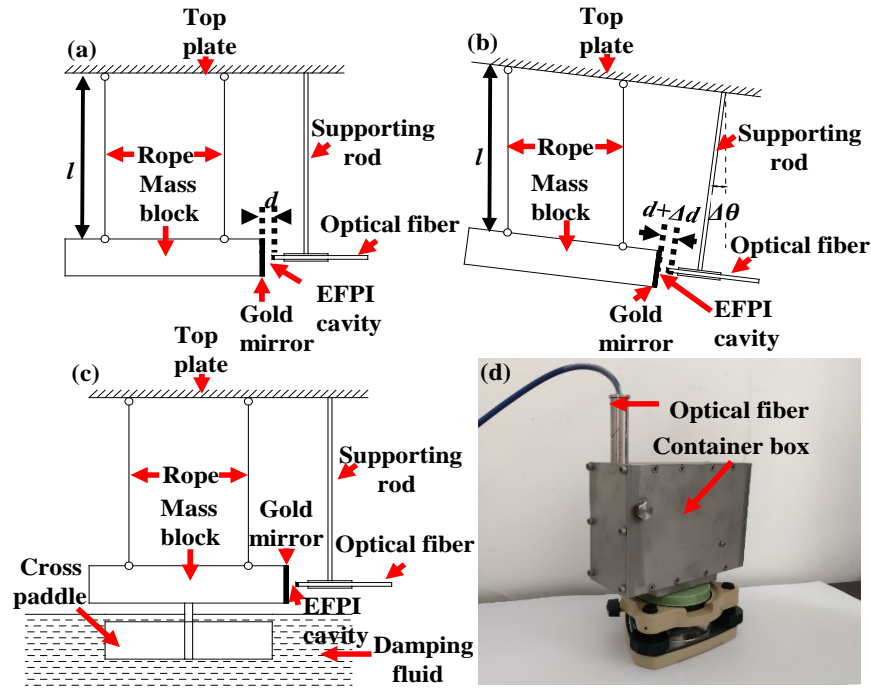 (a)
Top
plate
l
Rope
Mass
block
d
Supporting
rod
Optical fiber
EFPI
cavity
Gold
mirror
(b)
Top
plate
l
Rope
Mass
block
d+Δd
Δθ
Supporting
rod
Optical fiber
EFPI
cavity
Gold
mirror
(c)
Top
plate
Rope
Mass
block
Gold
mirror
Supporting
rod
Optical fiber
Cross
paddle
EFPI
cavity
Damping
fluid
(d)
Optical fiber
Container box